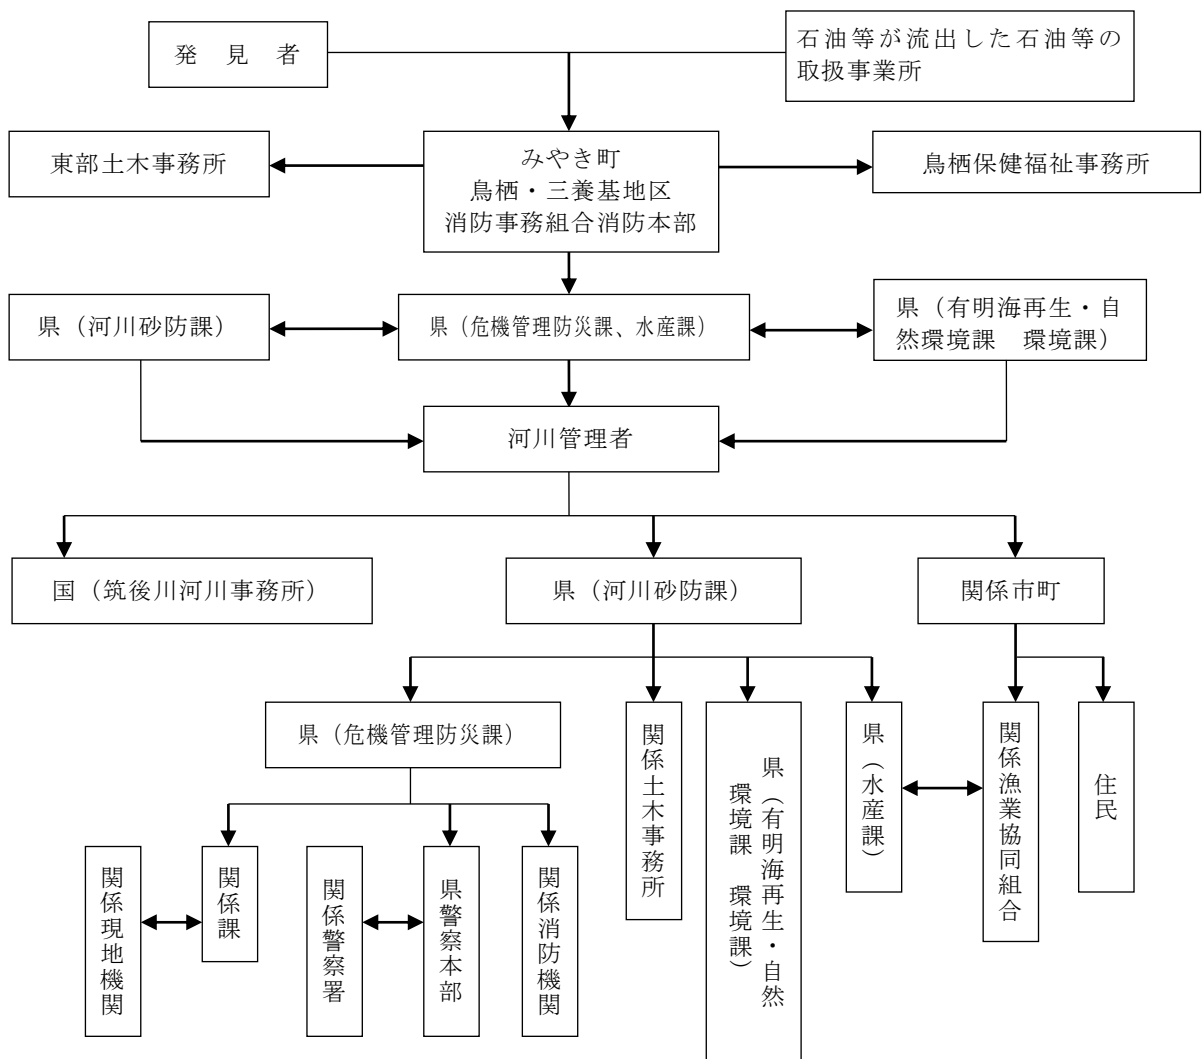 発　見　者
石油等が流出した石油等の
取扱事業所
東部土木事務所
みやき町
鳥栖・三養基地区
消防事務組合消防本部
鳥栖保健福祉事務所
県（河川砂防課）
県（危機管理防災課、水産課）
県（有明海再生・自
然環境課　環境課）
河川管理者
国（筑後川河川事務所）
県（河川砂防課）
関係市町
県（危機管理防災課）
関係土木事務所
県（有明海再生・自然
環境課　環境課）
県（水産課）
関係漁業協同組合
住民
関係現地機関
関係課
関係警察署
県警察本部
関係消防機関